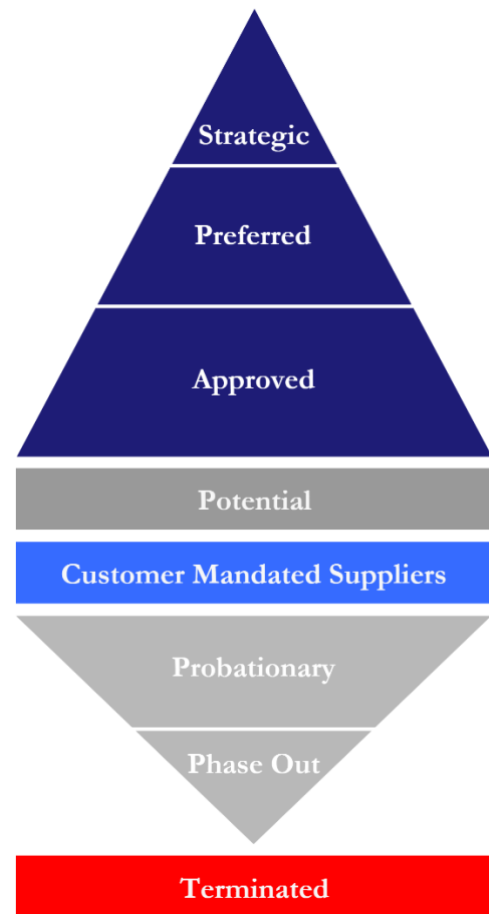 Strategic
Preferred
Approved
Potential
Customer Mandated Suppliers
Probationary
Phase Out
Terminated